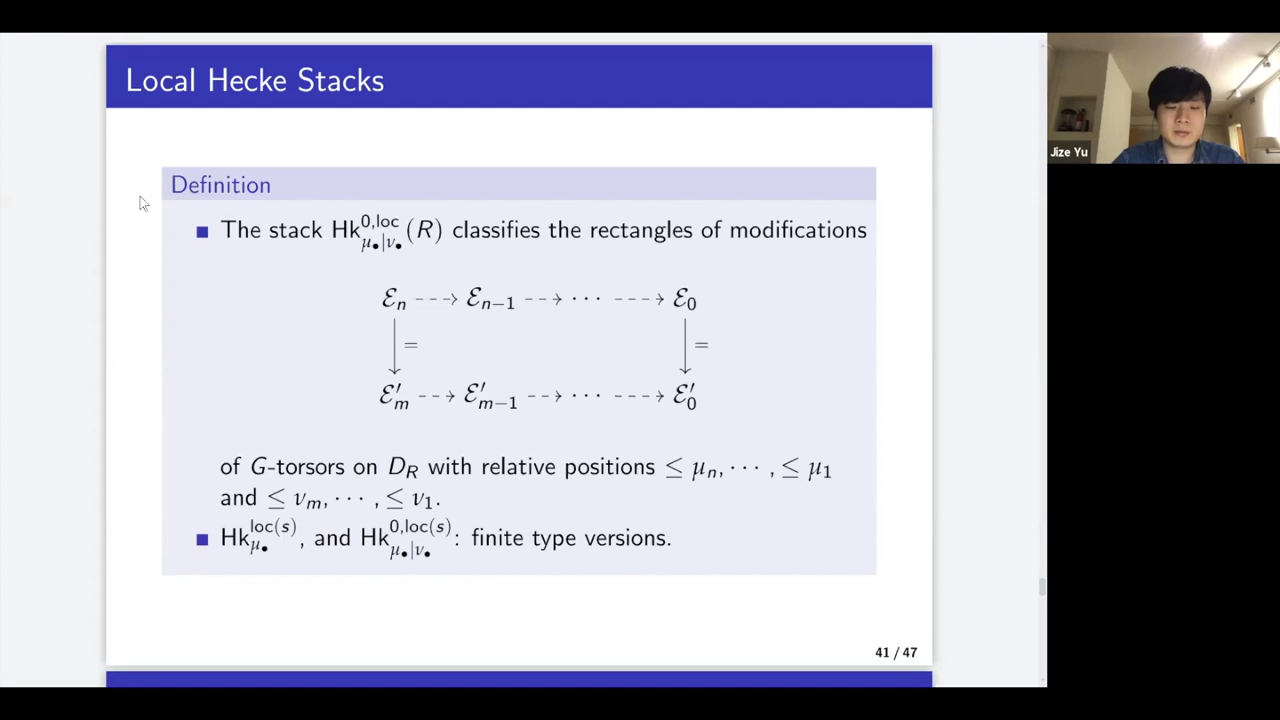 Local Hecke Stacks
Definition
■ The stack Hk^{0,loc}_{μ•|ν•}(R) classifies the rectangles of modifications
ℰ_n ⇢ ℰ_{n−1} ⇢ ⋯ ⇢ ℰ_0
= =
ℰ′_m ⇢ ℰ′_{m−1} ⇢ ⋯ ⇢ ℰ′_0
of G-torsors on D_R with relative positions ≤ μ_n, ⋯ , ≤ μ_1
and ≤ ν_m, ⋯ , ≤ ν_1.
■ Hk^{loc(s)}_{μ•}, and Hk^{0,loc(s)}_{μ•|ν•}: finite type versions.
41 / 47
Jize Yu